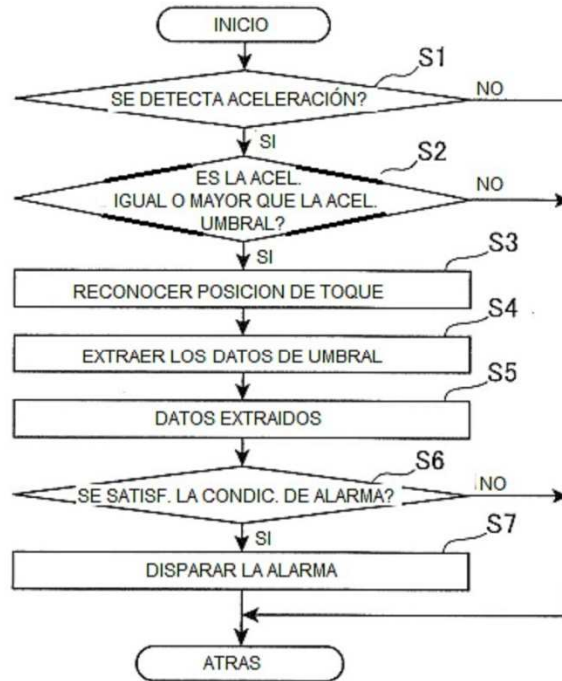 INICIO
S1
SE DETECTA ACELERACIÓN?
NO
SI
S2
ES LA ACEL.
IGUAL O MAYOR QUE LA ACEL.
UMBRAL?
NO
SI
S3
RECONOCER POSICION DE TOQUE
S4
EXTRAER LOS DATOS DE UMBRAL
S5
DATOS EXTRAIDOS
S6
SE SATISF. LA CONDIC. DE ALARMA?
NO
SI
S7
DISPARAR LA ALARMA
ATRAS